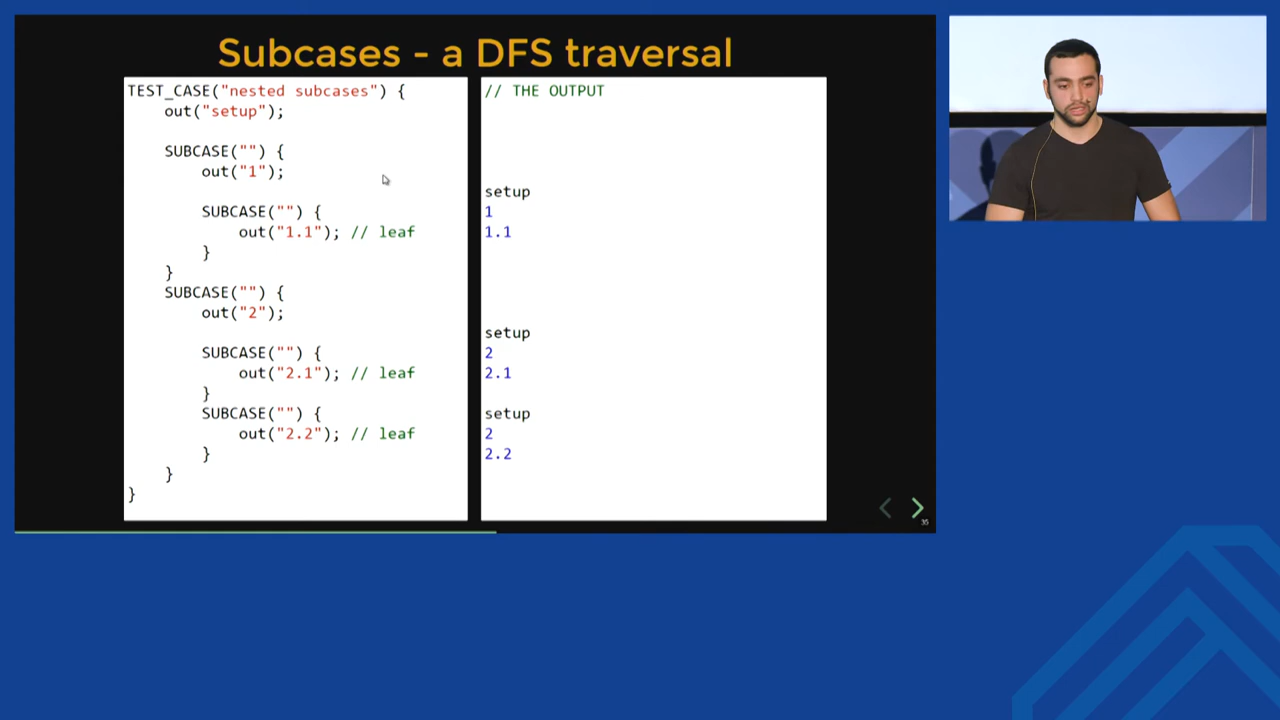 Subcases - a DFS traversal
TEST_CASE("nested subcases") {
out("setup");
SUBCASE("") {
out("1");
SUBCASE("") {
out("1.1"); // leaf
}
}
SUBCASE("") {
out("2");
SUBCASE("") {
out("2.1"); // leaf
}
SUBCASE("") {
out("2.2"); // leaf
}
}
}
// THE OUTPUT
setup
1
1.1
setup
2
2.1
setup
2
2.2
35